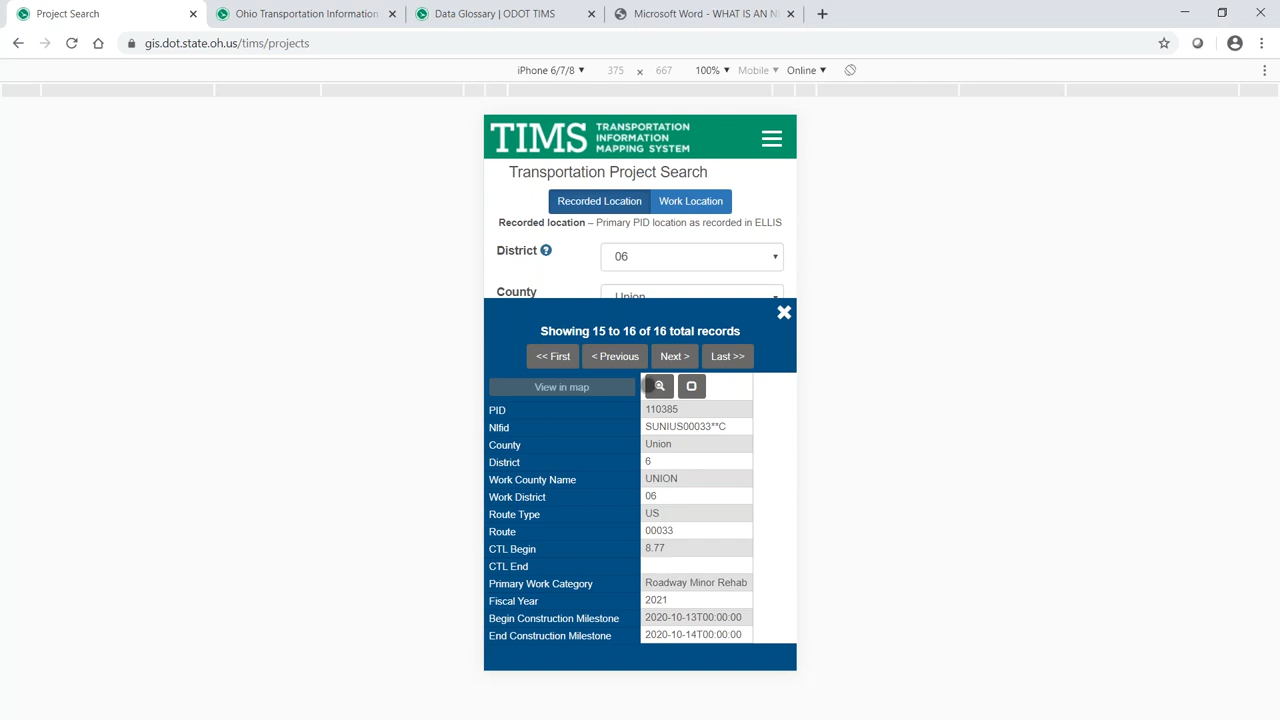 Project Search
Ohio Transportation Information
Data Glossary | ODOT TIMS
Microsoft Word - WHAT IS AN N
gis.dot.state.oh.us/tims/projects
iPhone 6/7/8 ▼ 375 × 667 100% ▼ Mobile ▼ Online ▼
TIMS TRANSPORTATION
INFORMATION
MAPPING SYSTEM
Transportation Project Search
Recorded Location Work Location
Recorded location – Primary PID location as recorded in ELLIS
District ? 06
County Union
Showing 15 to 16 of 16 total records
<< First < Previous Next > Last >>
View in map
PID 110385
Nlfid SUNIUS00033**C
County Union
District 6
Work County Name UNION
Work District 06
Route Type US
Route 00033
CTL Begin 8.77
CTL End
Primary Work Category Roadway Minor Rehab
Fiscal Year 2021
Begin Construction Milestone 2020-10-13T00:00:00
End Construction Milestone 2020-10-14T00:00:00